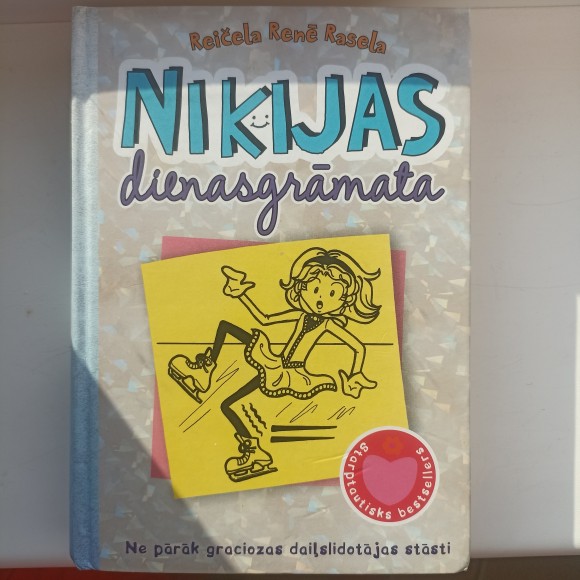 Reičela Renē Rasela
NIKIJAS
dienasgrāmata
Starptautisks bestsellers
Ne pārāk graciozas daiļslidotājas stāsti